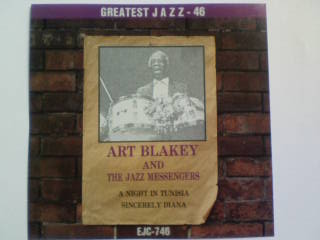 GREATEST JAZZ - 46
ART BLAKEY
AND
THE JAZZ MESSENGERS
A NIGHT IN TUNISIA
SINCERELY DIANA
EJC-746